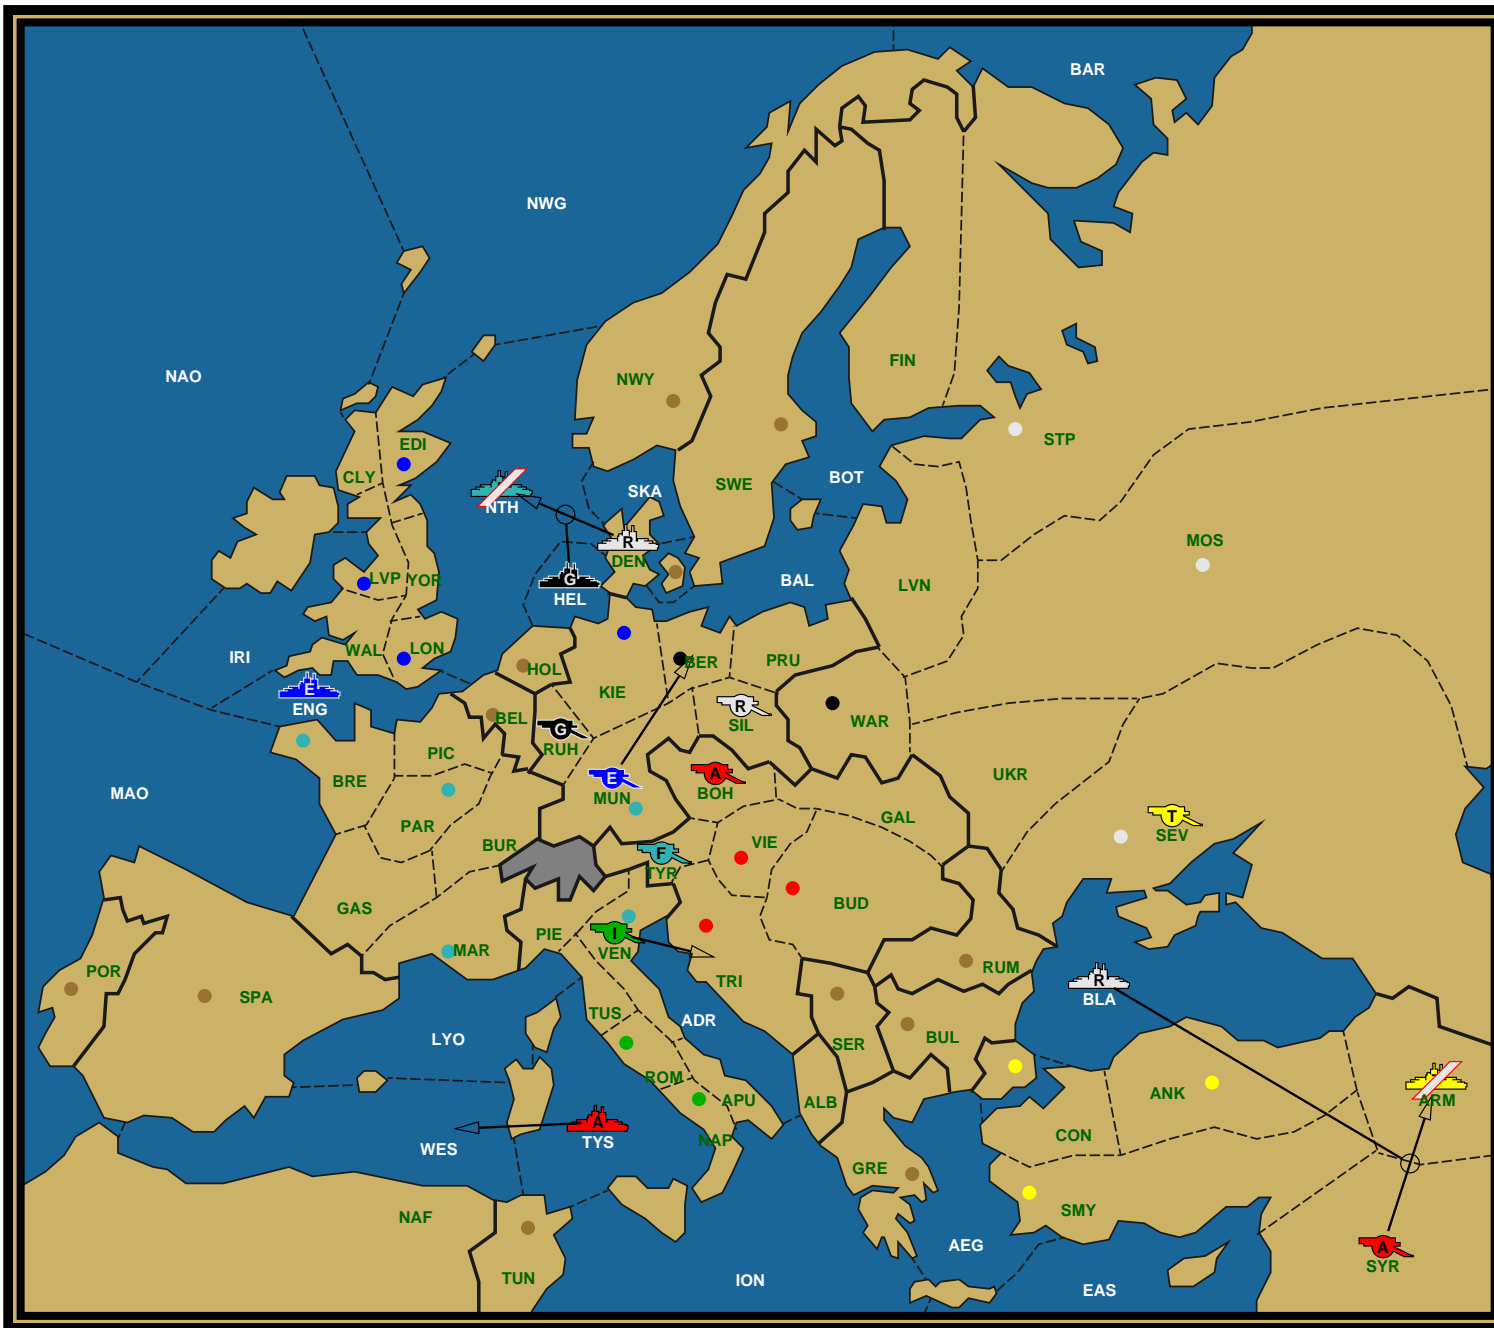 BAR
NWG
NAO
FIN
NWY
STP
EDI
CLY
SWE
BOT
SKA
NTH
MOS
R
DEN
LVP
YOR
G
HEL
BAL
LVN
WAL
LON
IRI
HOL
BER
PRU
E
ENG
KIE
BEL
R
SIL
WAR
G
RUH
PIC
BRE
E
MUN
A
BOH
UKR
MAO
PAR
GAL
T
SEV
BUR
VIE
F
TYR
GAS
BUD
PIE
I
VEN
MAR
POR
SPA
TRI
RUM
R
BLA
TUS
ADR
LYO
SER
BUL
ROM
APU
ALB
ANK
ARM
A
TYS
WES
NAP
CON
GRE
NAF
SMY
AEG
A
SYR
TUN
ION
EAS